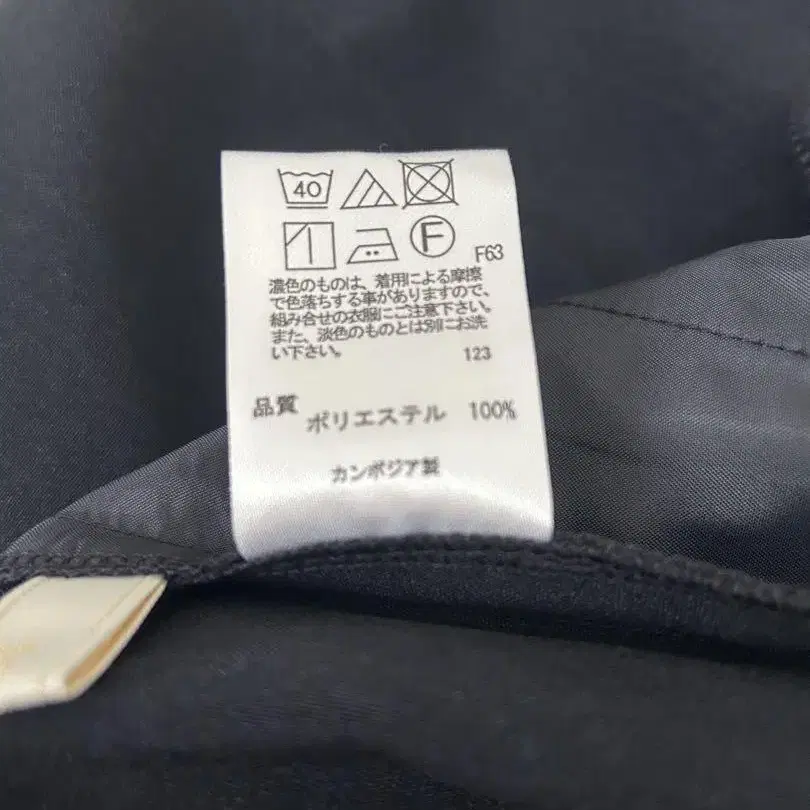 40
F
F63
濃色のものは、着用による摩擦
で色落ちする事がありますので、
組み合せの衣服にご注意下さい。
また、淡色のものとは別にお洗
い下さい。 123
品質 ポリエステル 100%
カンボジア製